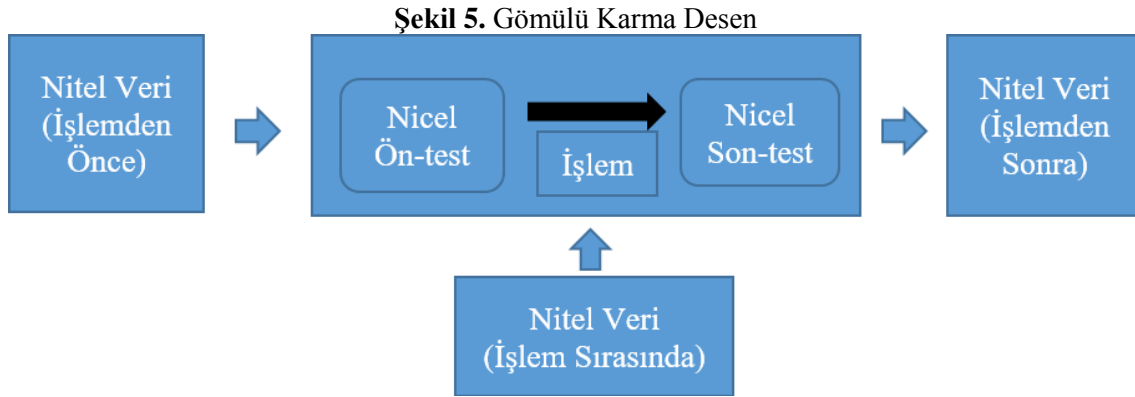 Şekil 5. Gömülü Karma Desen
Nitel Veri
(İşlemden
Önce)
Nicel
Ön-test
İşlem
Nicel
Son-test
Nitel Veri
(İşlemden
Sonra)
Nitel Veri
(İşlem Sırasında)